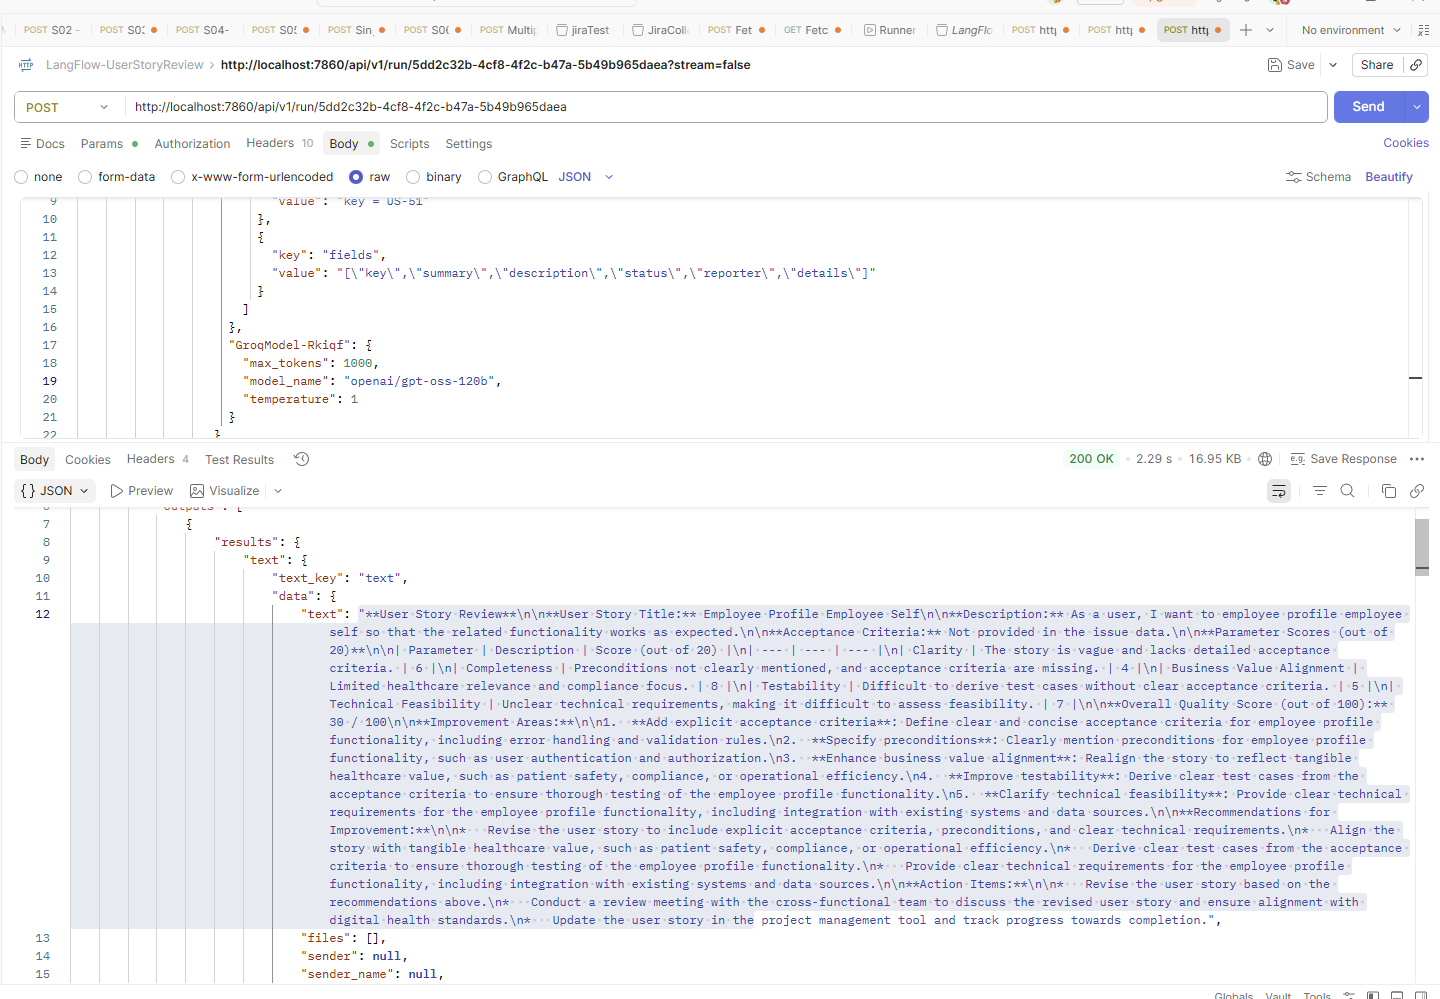 POST S02 - POST S03 POST S04- POST S05 POST Sin POST S06 POST Multip jiraTest JiraColl POST Fet GET Fetc Runner LangFlo POST http POST http POST http No environment
HTTP LangFlow-UserStoryReview > http://localhost:7860/api/v1/run/5dd2c32b-4cf8-4f2c-b47a-5b49b965daea?stream=false Save Share
POST http://localhost:7860/api/v1/run/5dd2c32b-4cf8-4f2c-b47a-5b49b965daea Send
Docs Params Authorization Headers 10 Body Scripts Settings Cookies
none form-data x-www-form-urlencoded raw binary GraphQL JSON Schema Beautify
9 "value": "key = US-51"
10 },
11 {
12 "key": "fields",
13 "value": "[\"key\",\"summary\",\"description\",\"status\",\"reporter\",\"details\"]"
14 }
15 ]
16 },
17 "GroqModel-Rkiqf": {
18 "max_tokens": 1000,
19 "model_name": "openai/gpt-oss-120b",
20 "temperature": 1
21 }
22 }
Body Cookies Headers 4 Test Results 200 OK • 2.29 s • 16.95 KB • e.g. Save Response
{} JSON Preview Visualize
6 "outputs": [
7 {
8 "results": {
9 "text": {
10 "text_key": "text",
11 "data": {
12 "text": "**User Story Review**\n\n**User Story Title:** Employee Profile Employee Self\n\n**Description:** As a user, I want to employee profile employee
self so that the related functionality works as expected.\n\n**Acceptance Criteria:** Not provided in the issue data.\n\n**Parameter Scores (out of
20)**\n\n| Parameter | Description | Score (out of 20) |\n| --- | --- | --- |\n| Clarity | The story is vague and lacks detailed acceptance
criteria. | 6 |\n| Completeness | Preconditions not clearly mentioned, and acceptance criteria are missing. | 4 |\n| Business Value Alignment |
Limited healthcare relevance and compliance focus. | 8 |\n| Testability | Difficult to derive test cases without clear acceptance criteria. | 5 |\n|
Technical Feasibility | Unclear technical requirements, making it difficult to assess feasibility. | 7 |\n\n**Overall Quality Score (out of 100):**
30 / 100\n\n**Improvement Areas:**\n\n1.  **Add explicit acceptance criteria**: Define clear and concise acceptance criteria for employee profile
functionality, including error handling and validation rules.\n2.  **Specify preconditions**: Clearly mention preconditions for employee profile
functionality, such as user authentication and authorization.\n3.  **Enhance business value alignment**: Realign the story to reflect tangible
healthcare value, such as patient safety, compliance, or operational efficiency.\n4.  **Improve testability**: Derive clear test cases from the
acceptance criteria to ensure thorough testing of the employee profile functionality.\n5.  **Clarify technical feasibility**: Provide clear technical
requirements for the employee profile functionality, including integration with existing systems and data sources.\n\n**Recommendations for
Improvement:**\n\n*   Revise the user story to include explicit acceptance criteria, preconditions, and clear technical requirements.\n*   Align the
story with tangible healthcare value, such as patient safety, compliance, or operational efficiency.\n*   Derive clear test cases from the acceptance
criteria to ensure thorough testing of the employee profile functionality.\n*   Provide clear technical requirements for the employee profile
functionality, including integration with existing systems and data sources.\n\n**Action Items:**\n\n*   Revise the user story based on the
recommendations above.\n*   Conduct a review meeting with the cross-functional team to discuss the revised user story and ensure alignment with
digital health standards.\n*   Update the user story in the project management tool and track progress towards completion.",
13 "files": [],
14 "sender": null,
15 "sender_name": null,
Globals Vault Tools